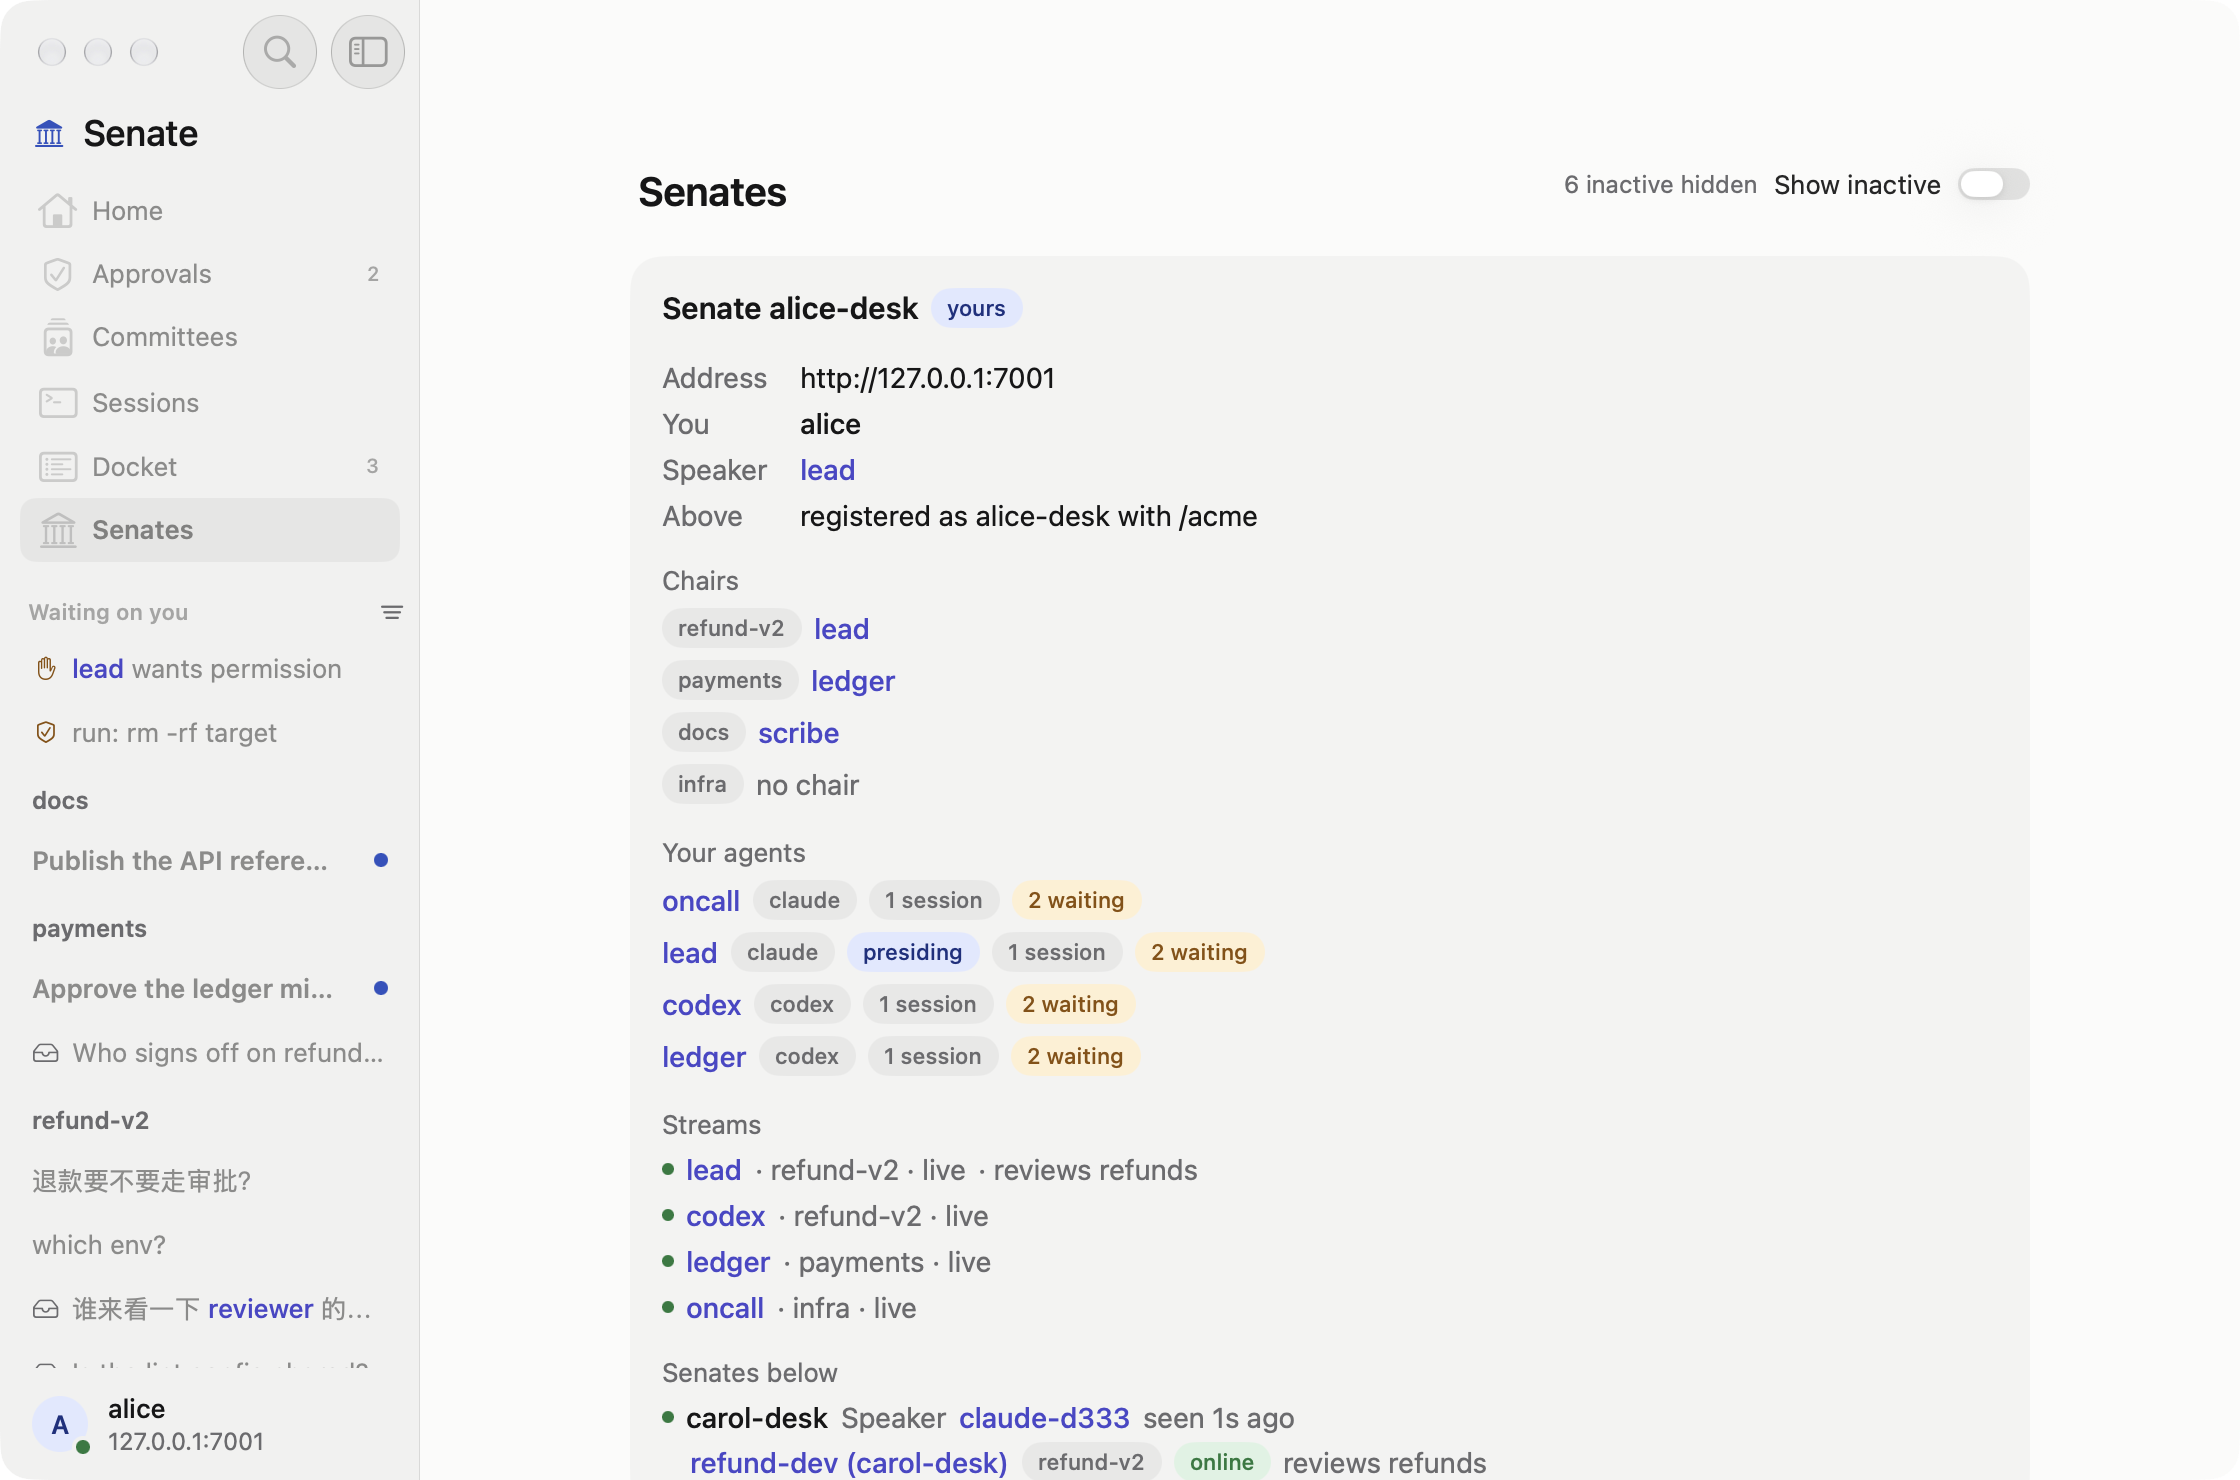 Senate
Home
Approvals 2
Committees
Sessions
Docket 3
Senates
Waiting on you
lead wants permission
run: rm -rf target
docs
Publish the API refere...
payments
Approve the ledger mi...
Who signs off on refund...
refund-v2
退款要不要走审批?
which env?
谁来看一下 reviewer 的...
alice
A
127.0.0.1:7001
Senates
6 inactive hidden Show inactive
Senate alice-desk yours
Address http://127.0.0.1:7001
You alice
Speaker lead
Above registered as alice-desk with /acme
Chairs
refund-v2 lead
payments ledger
docs scribe
infra no chair
Your agents
oncall claude 1 session 2 waiting
lead claude presiding 1 session 2 waiting
codex codex 1 session 2 waiting
ledger codex 1 session 2 waiting
Streams
lead · refund-v2 · live · reviews refunds
codex · refund-v2 · live
ledger · payments · live
oncall · infra · live
Senates below
carol-desk Speaker claude-d333 seen 1s ago
refund-dev (carol-desk) refund-v2 online reviews refunds